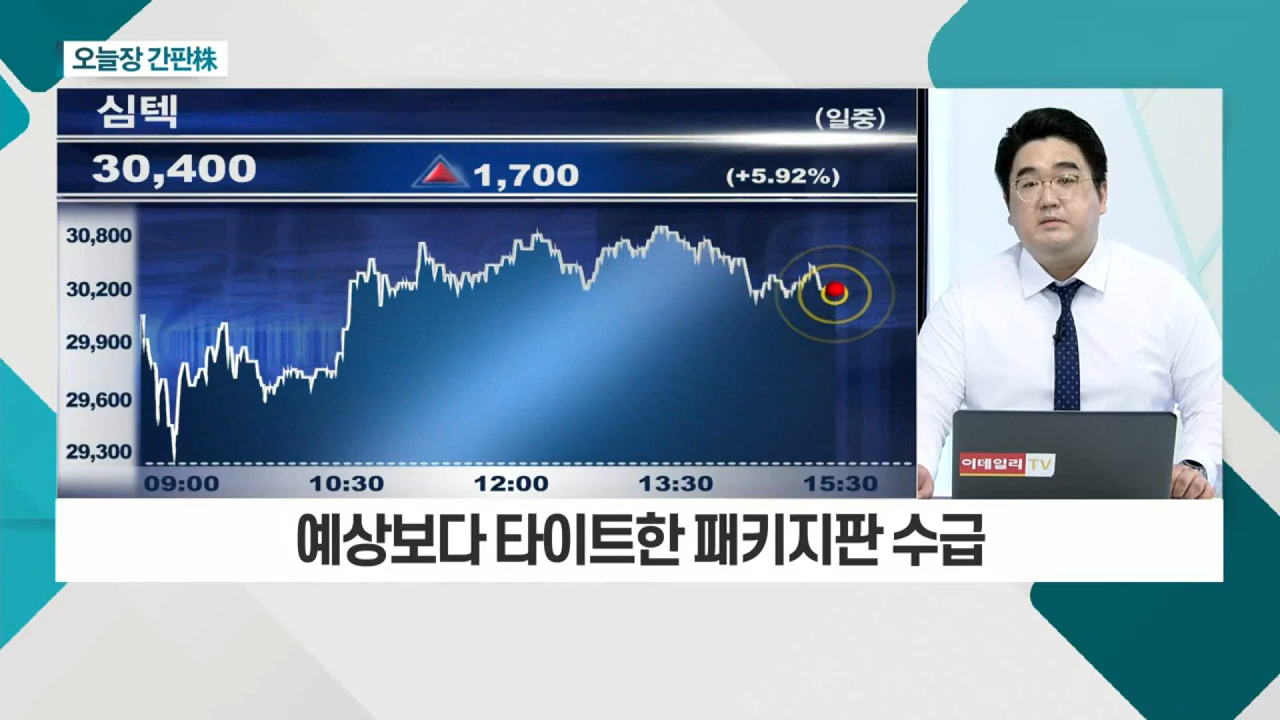 오늘장 간판株
심텍
(일중)
30,400 ▲ 1,700 (+5.92%)
30,800
30,200
29,900
29,600
29,300
09:00 10:30 12:00 13:30 15:30
이데일리 TV
예상보다 타이트한 패키지판 수급